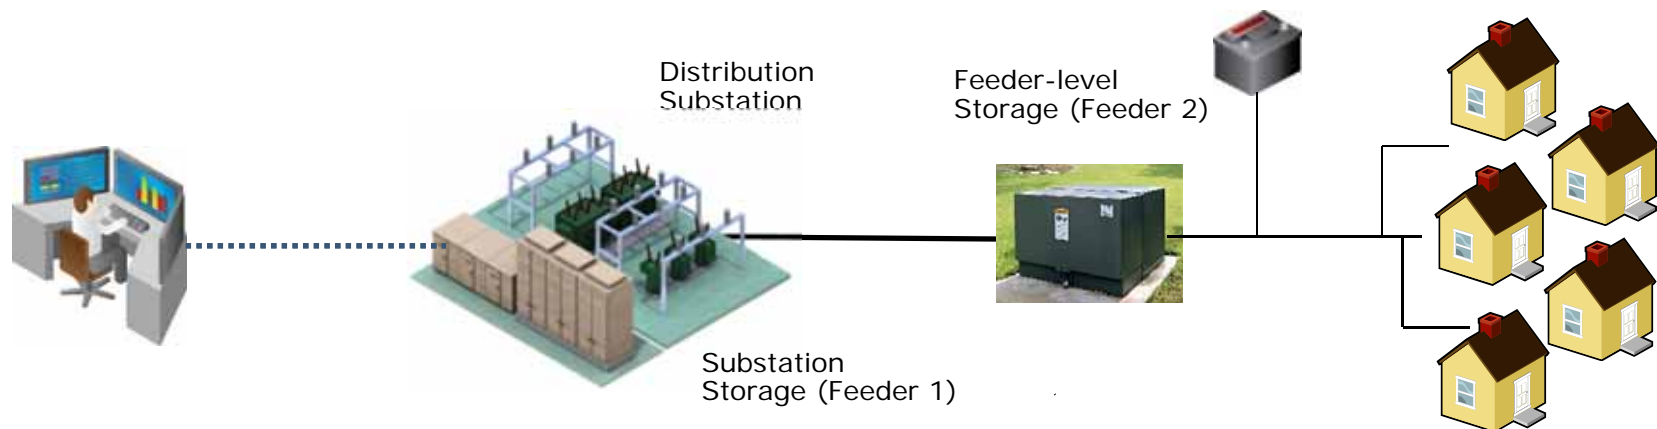 Distribution
Substation
Feeder-level
Storage (Feeder 2)
Substation
Storage (Feeder 1)